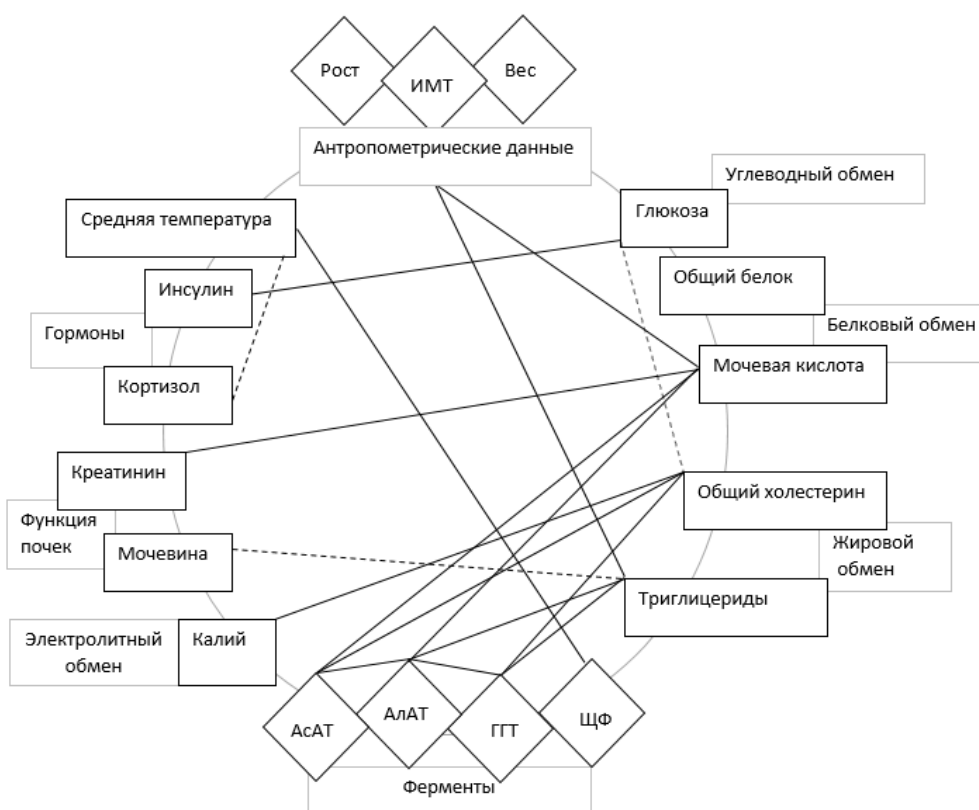 Рост
ИМТ
Вес
Антропометрические данные
Углеводный обмен
Средняя температура
Глюкоза
Инсулин
Общий белок
Гормоны
Белковый обмен
Кортизол
Мочевая кислота
Креатинин
Общий холестерин
Функция
почек
Мочевина
Жировой
обмен
Триглицериды
Электролитный
обмен
Калий
АсАТ
АлАТ
ГГТ
ЩФ
Ферменты